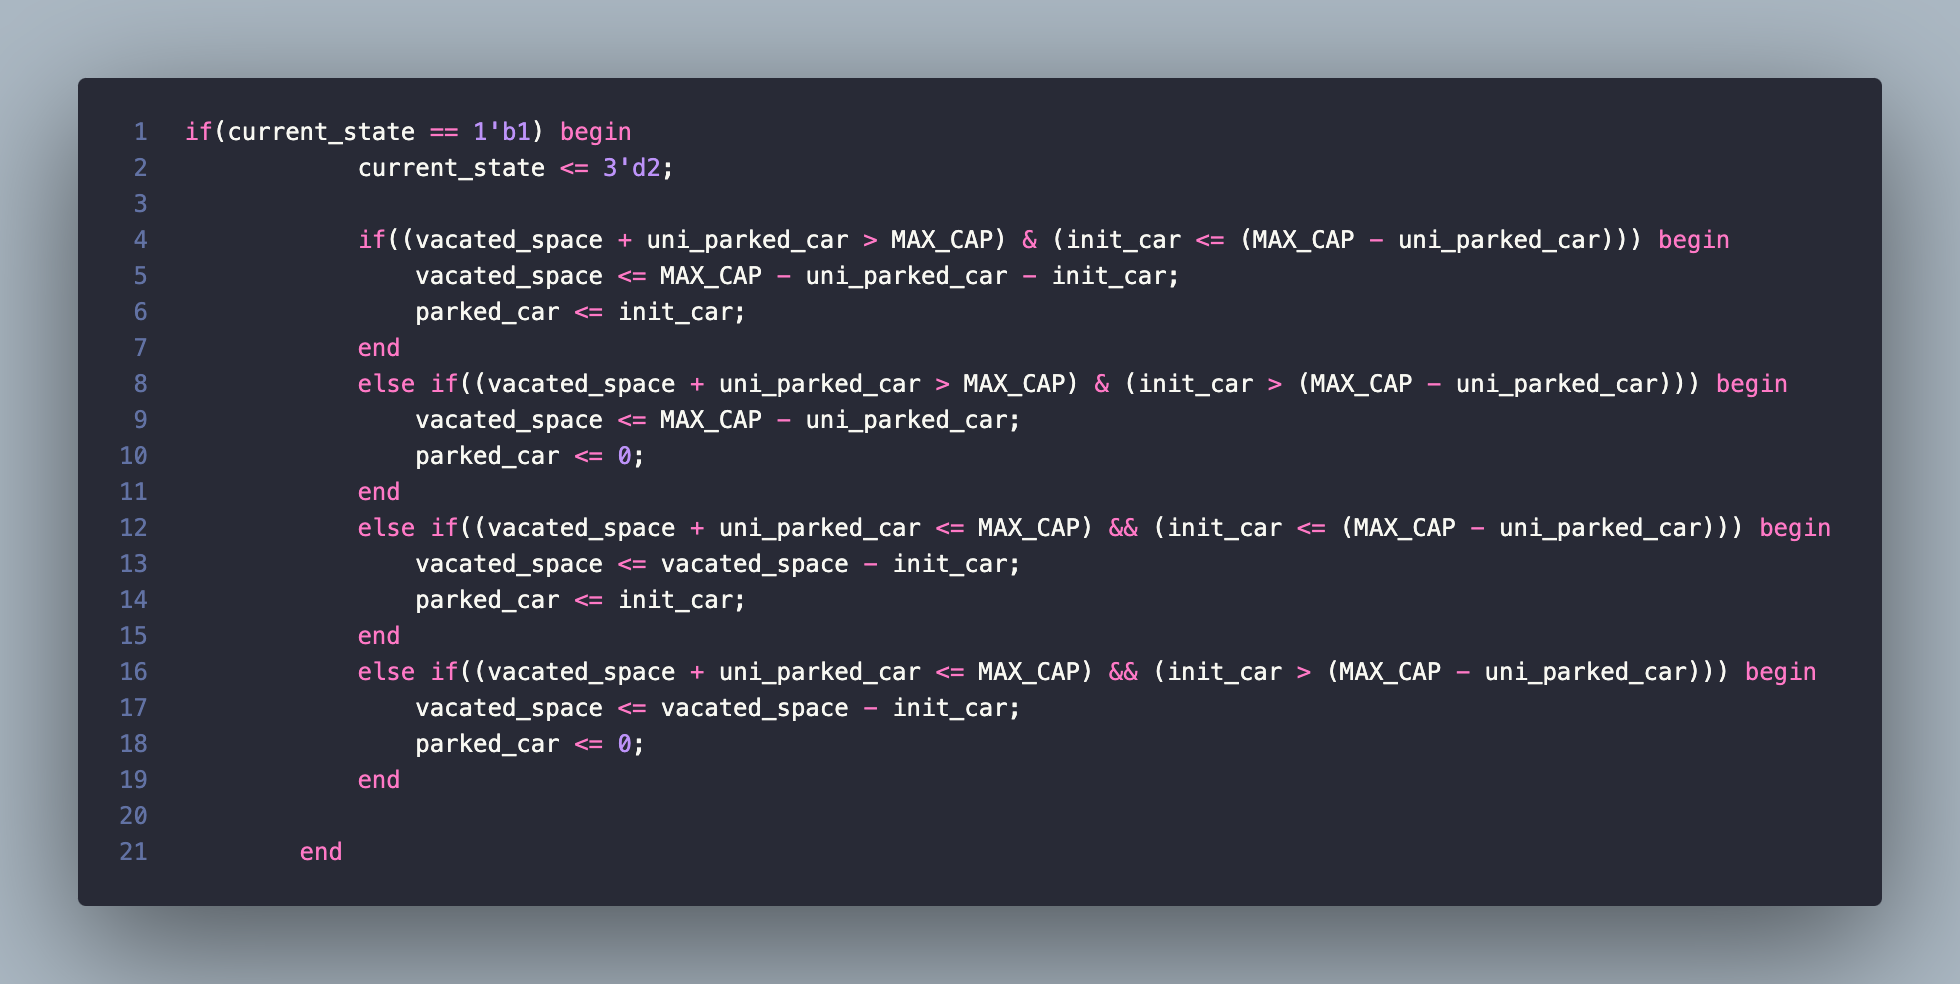 1 if(current_state == 1'b1) begin
2 current_state <= 3'd2;
3
4 if((vacated_space + uni_parked_car > MAX_CAP) & (init_car <= (MAX_CAP - uni_parked_car))) begin
5 vacated_space <= MAX_CAP - uni_parked_car - init_car;
6 parked_car <= init_car;
7 end
8 else if((vacated_space + uni_parked_car > MAX_CAP) & (init_car > (MAX_CAP - uni_parked_car))) begin
9 vacated_space <= MAX_CAP - uni_parked_car;
10 parked_car <= 0;
11 end
12 else if((vacated_space + uni_parked_car <= MAX_CAP) && (init_car <= (MAX_CAP - uni_parked_car))) begin
13 vacated_space <= vacated_space - init_car;
14 parked_car <= init_car;
15 end
16 else if((vacated_space + uni_parked_car <= MAX_CAP) && (init_car > (MAX_CAP - uni_parked_car))) begin
17 vacated_space <= vacated_space - init_car;
18 parked_car <= 0;
19 end
20
21 end